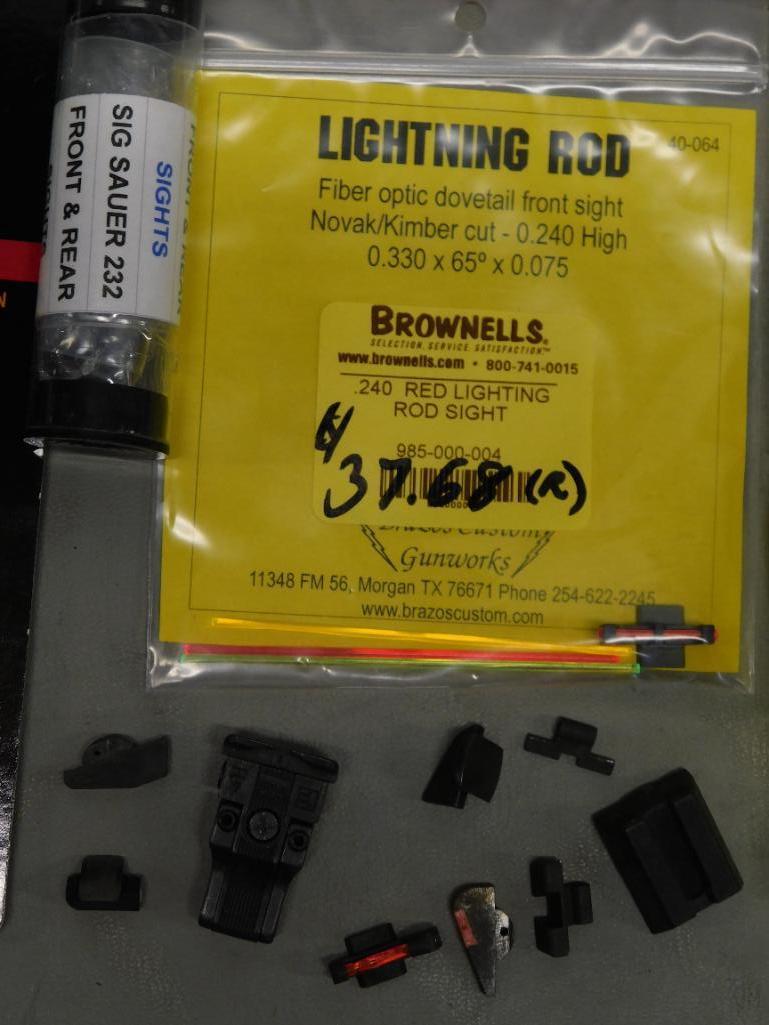 SIGHTS
SIG SAUER 232
FRONT & REAR
LIGHTNING ROD
40-064
Fiber optic dovetail front sight
Novak/Kimber cut - 0.240 High
0.330 x 65º x 0.075
BROWNELLS®
SELECTION. SERVICE. SATISFACTION.™
www.brownells.com • 800-741-0015
.240 RED LIGHTING
ROD SIGHT
985-000-004
$37.68 (R)
Brazos Custom
Gunworks
11348 FM 56, Morgan TX 76671 Phone 254-622-2245
www.brazoscustom.com
N